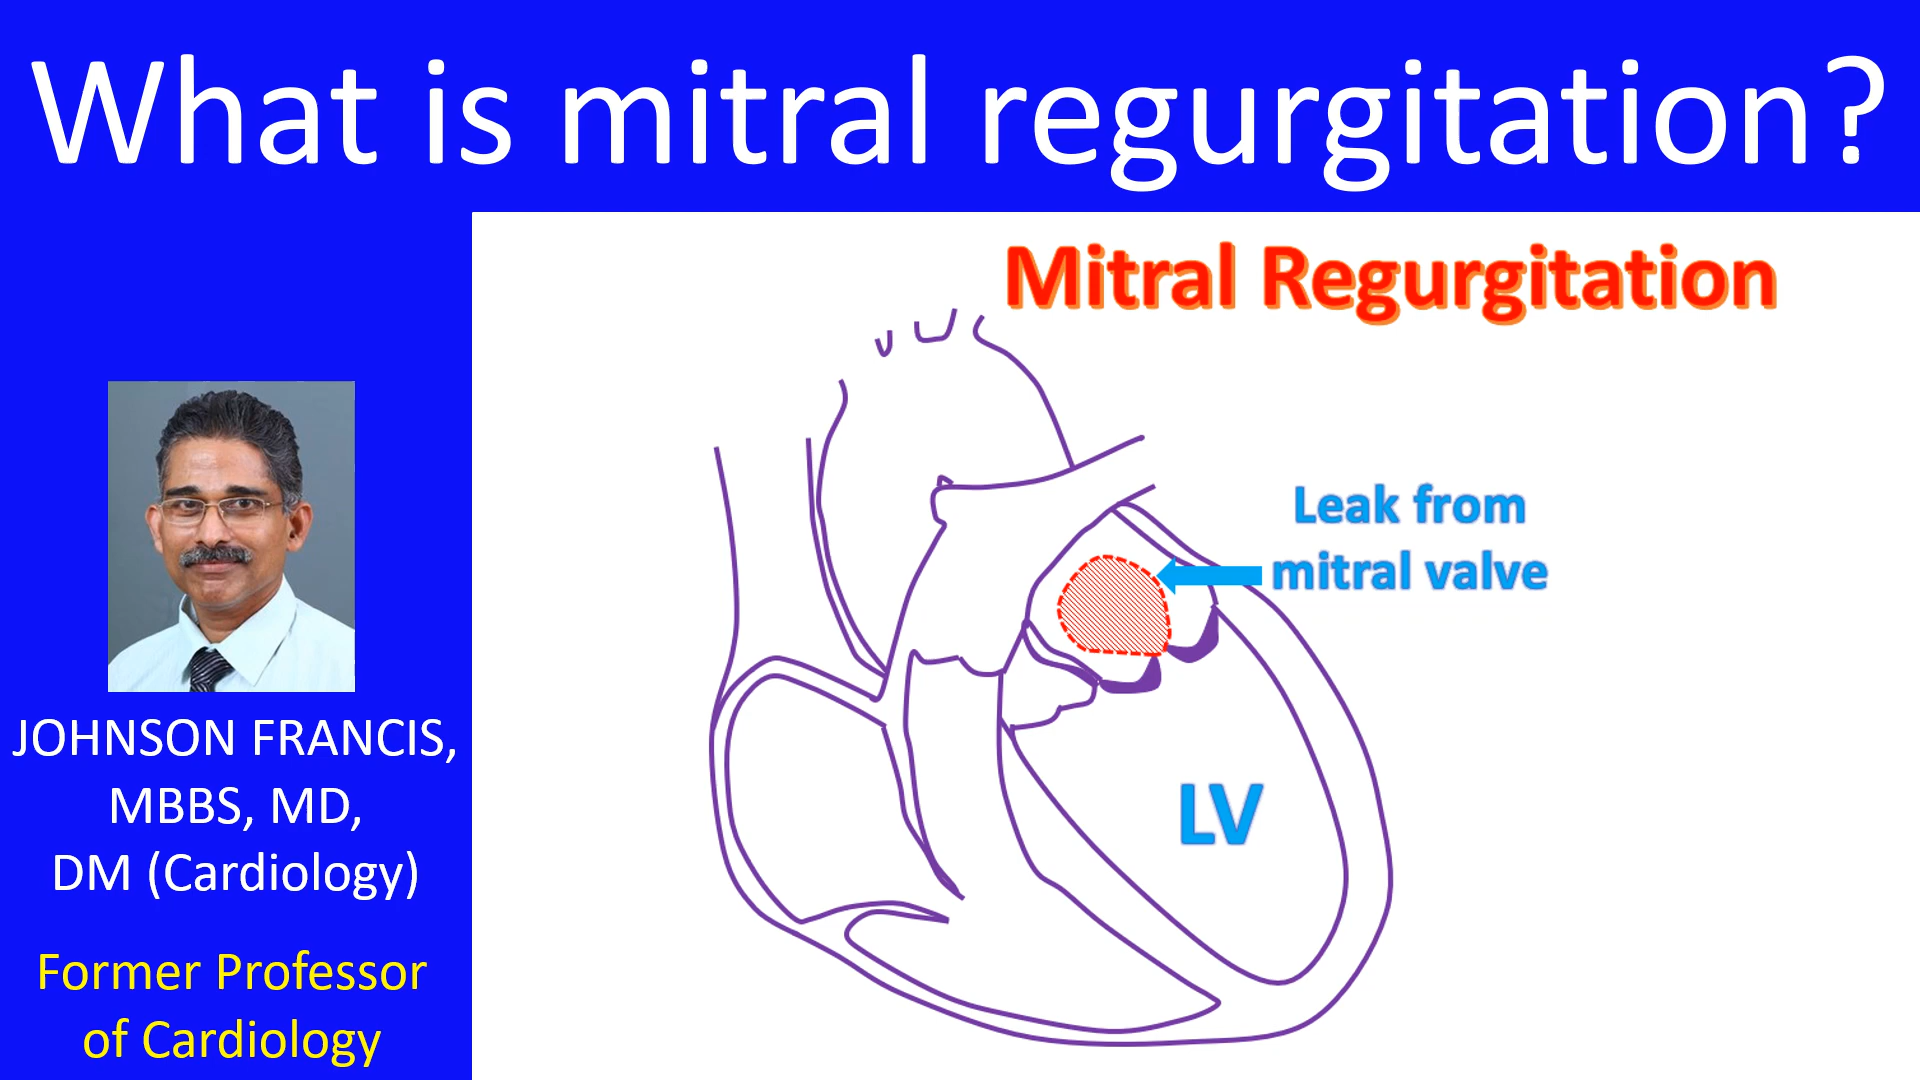 What is mitral regurgitation?
Mitral Regurgitation
Leak from
mitral valve
LV
JOHNSON FRANCIS,
MBBS, MD,
DM (Cardiology)
Former Professor
of Cardiology